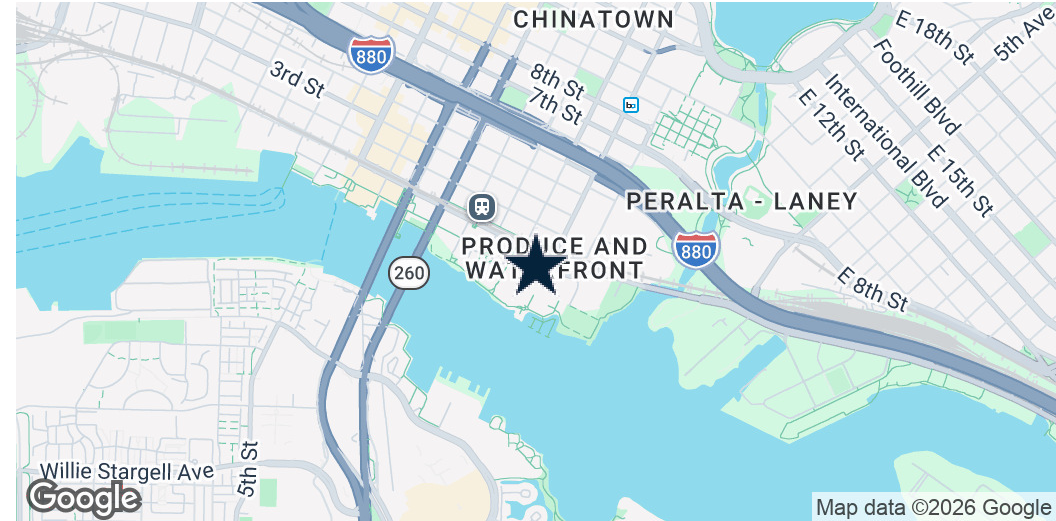 CHINATOWN
E 18th St
5th Ave
880
3rd St
8th St
7th St
Foothill Blvd
International Blvd
E 12th St
E 15th St
PERALTA - LANEY
PRODUCE AND
WATERFRONT
880
260
E 8th St
Willie Stargell Ave
5th St
Google
Map data ©2026 Google